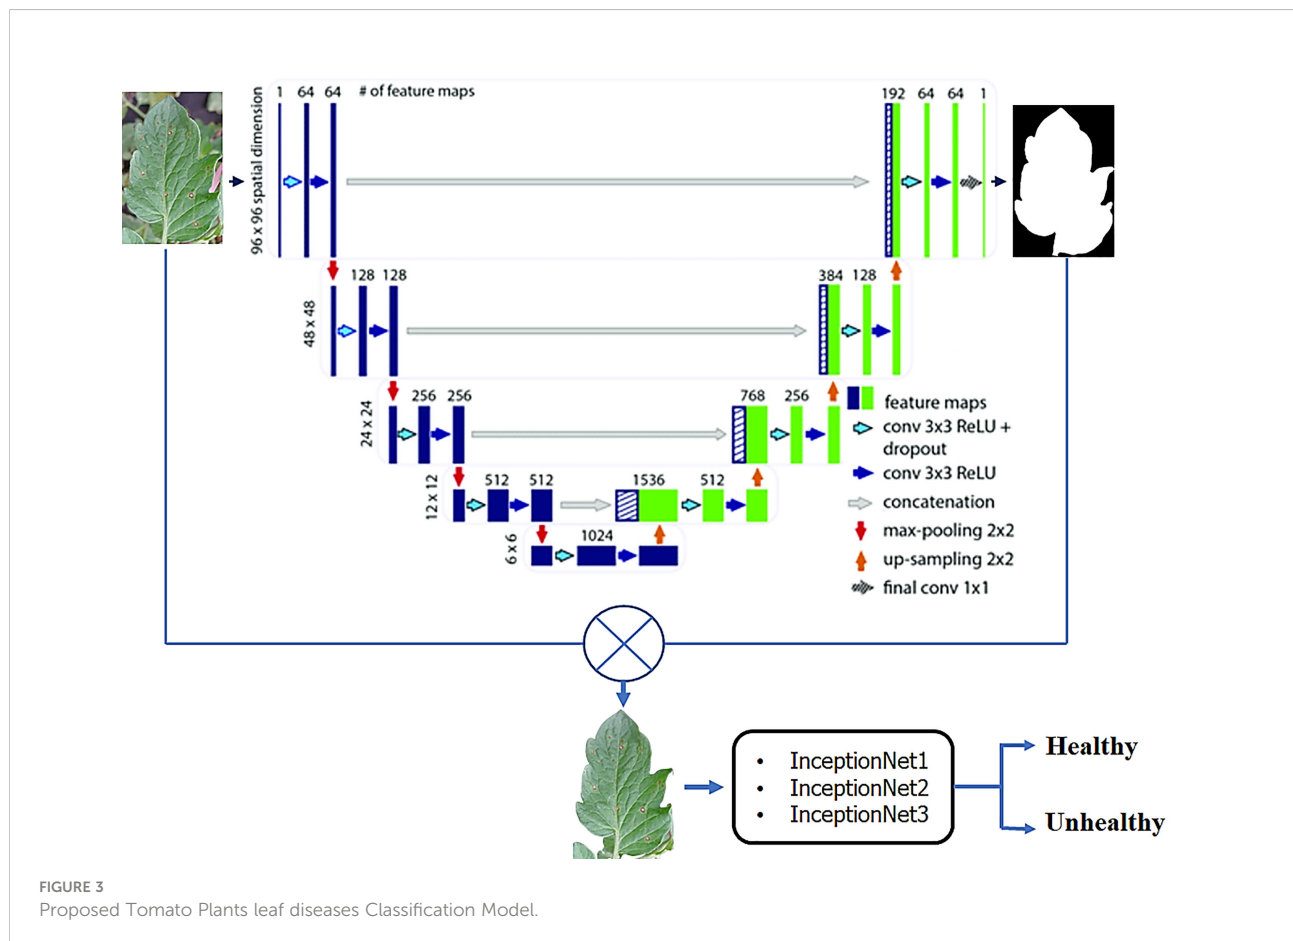 1 64 64 # of feature maps
96 x 96 spatial dimension
192 64 64 1
128 128
48 x 48
384 128
256 256
24 x 24
768 256
512 512
12 x 12
1536 512
1024
6 x 6
feature maps
conv 3x3 ReLU +
dropout
conv 3x3 ReLU
concatenation
max-pooling 2x2
up-sampling 2x2
final conv 1x1
• InceptionNet1
• InceptionNet2
• InceptionNet3
Healthy
Unhealthy
FIGURE 3
Proposed Tomato Plants leaf diseases Classification Model.